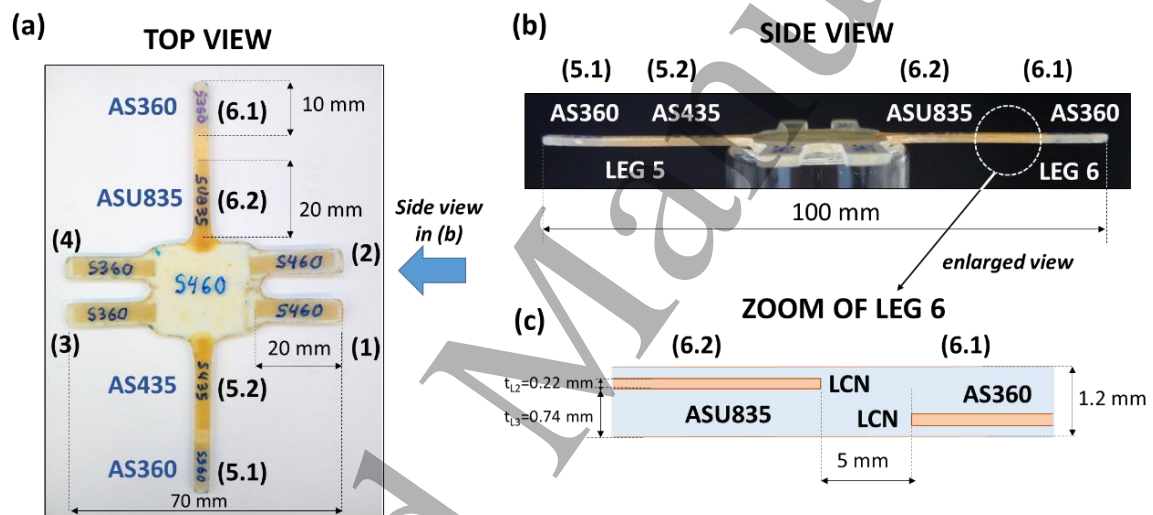 (a)
TOP VIEW
AS360
S360
(6.1)
10 mm
ASU835
SU835
(6.2)
20 mm
(4)
(2)
S360
S460
S460
S360
S460
(3)
20 mm
(1)
AS435
S435
(5.2)
AS360
S360
(5.1)
70 mm
Side view
in (b)
(b)
SIDE VIEW
(5.1)
(5.2)
(6.2)
(6.1)
AS360
AS435
ASU835
AS360
LEG 5
LEG 6
100 mm
enlarged view
ZOOM OF LEG 6
(c)
(6.2)
(6.1)
tL2=0.22 mm
LCN
AS360
tL3=0.74 mm
ASU835
LCN
1.2 mm
5 mm
d Manu